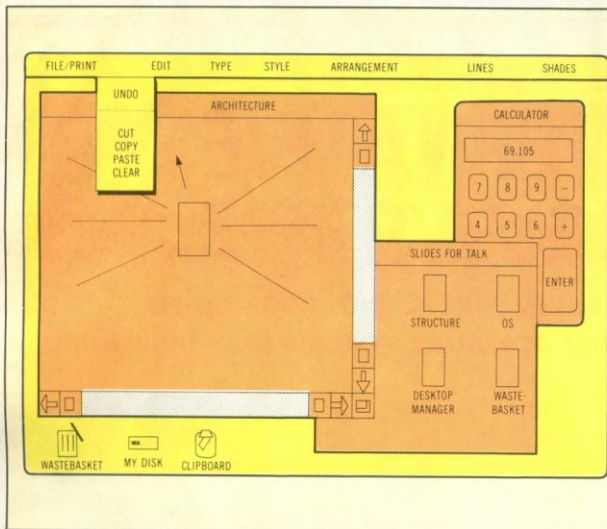 FILE/PRINT EDIT TYPE STYLE ARRANGEMENT LINES SHADES
UNDO
CUT
COPY
PASTE
CLEAR
ARCHITECTURE
CALCULATOR
69.105
7 8 9 −
4 5 6 +
ENTER
SLIDES FOR TALK
STRUCTURE OS
DESKTOP MANAGER
WASTE-
BASKET
WASTEBASKET MY DISK CLIPBOARD